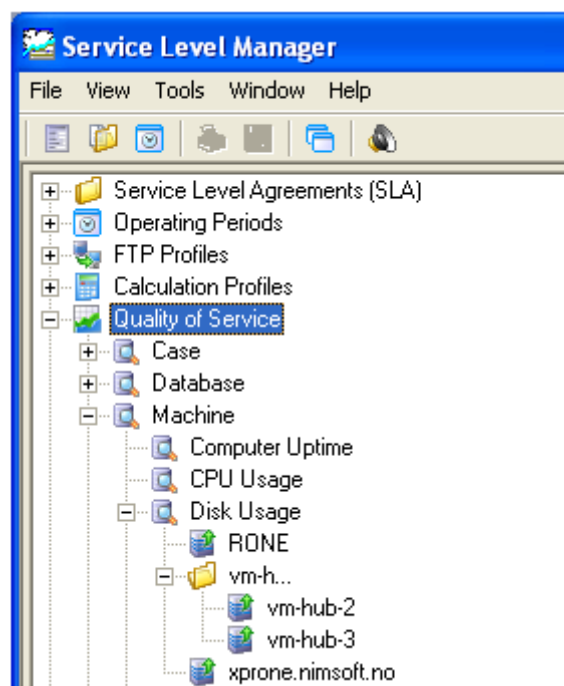 Service Level Manager
File View Tools Window Help
Service Level Agreements (SLA)
Operating Periods
FTP Profiles
Calculation Profiles
Quality of Service
Case
Database
Machine
Computer Uptime
CPU Usage
Disk Usage
RONE
vm-h...
vm-hub-2
vm-hub-3
xprone.nimsoft.no